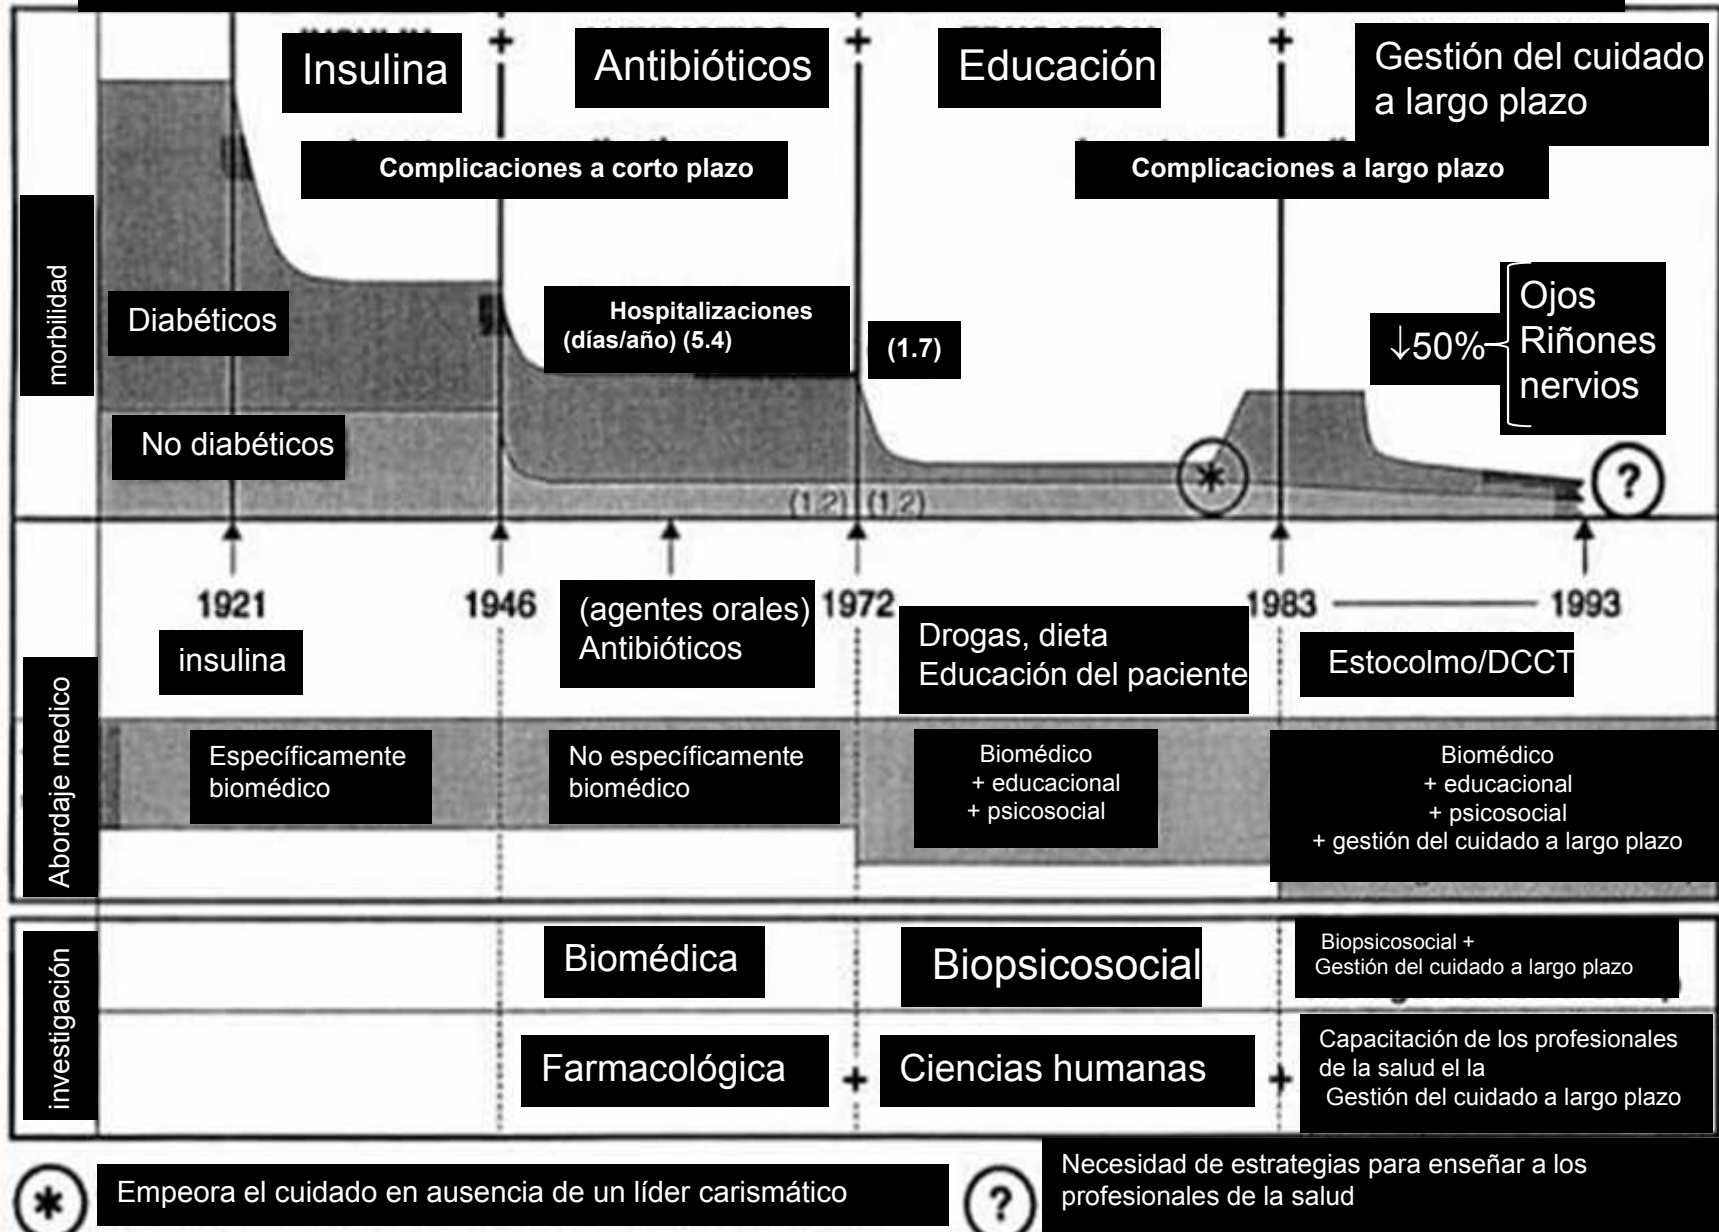 Insulina
+
Antibióticos
+
Educación
+
Gestión del cuidado
a largo plazo
Complicaciones a corto plazo
Complicaciones a largo plazo
morbilidad
Diabéticos
No diabéticos
Hospitalizaciones
(días/año) (5.4)
(1.7)
↓50%
Ojos
Riñones
nervios
*
?
(1.2) (1.2)
1921
1946
1972
1983
1993
insulina
(agentes orales)
Antibióticos
Drogas, dieta
Educación del paciente
Estocolmo/DCCT
Abordaje medico
Específicamente
biomédico
No específicamente
biomédico
Biomédico
+ educacional
+ psicosocial
Biomédico
+ educacional
+ psicosocial
+ gestión del cuidado a largo plazo
investigación
Biomédica
Biopsicosocial
Biopsicosocial +
Gestión del cuidado a largo plazo
Farmacológica
+
Ciencias humanas
+
Capacitación de los profesionales
de la salud el la
Gestión del cuidado a largo plazo
* Empeora el cuidado en ausencia de un líder carismático
? Necesidad de estrategias para enseñar a los
profesionales de la salud